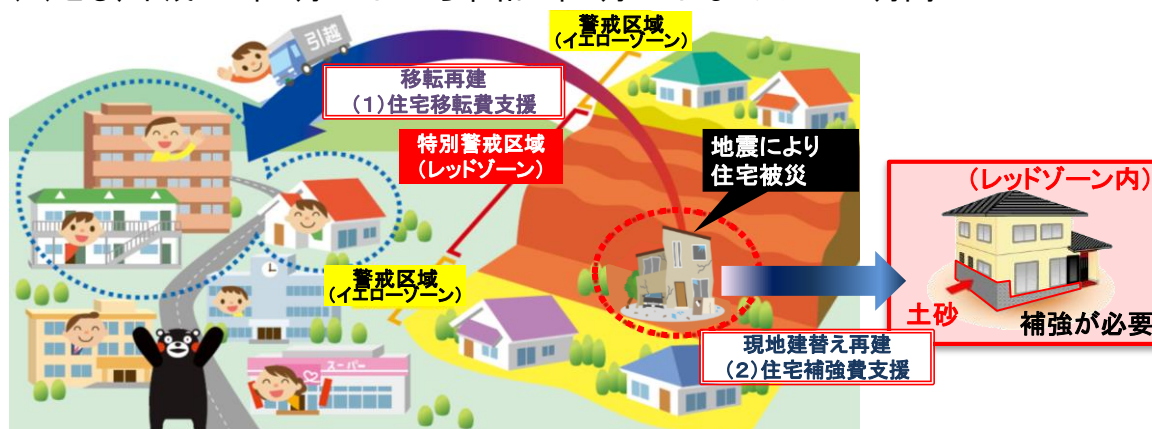 警戒区域
（イエローゾーン）
引越
移転再建
（１）住宅移転費支援
特別警戒区域
（レッドゾーン）
地震により
住宅被災
（レッドゾーン内）
警戒区域
（イエローゾーン）
土砂
補強が必要
現地建替え再建
（２）住宅補強費支援
スーパー